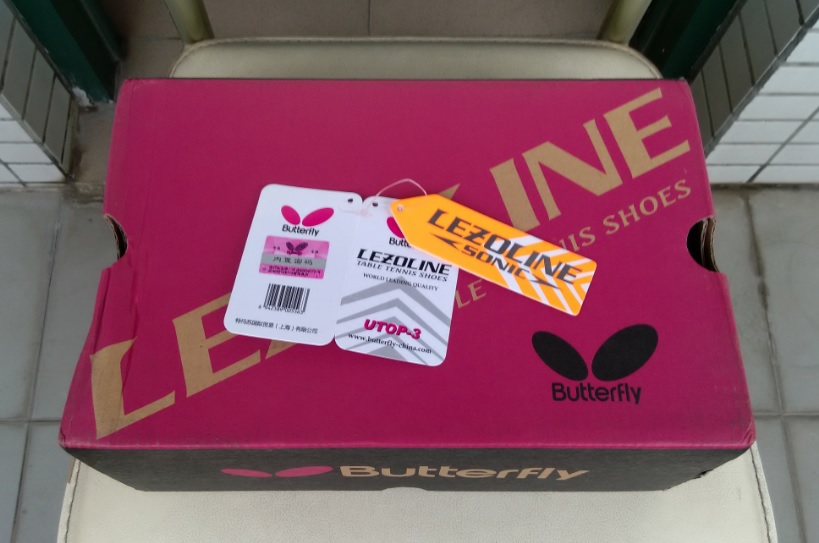 LEZOLINE
TABLE TENNIS SHOES
Butterfly
Butterfly
Butterfly
LEZOLINE
TABLE TENNIS SHOES
WORLD LEADING QUALITY
UTOP-3
www.butterfly-china.com
LEZOLINE
SONIC